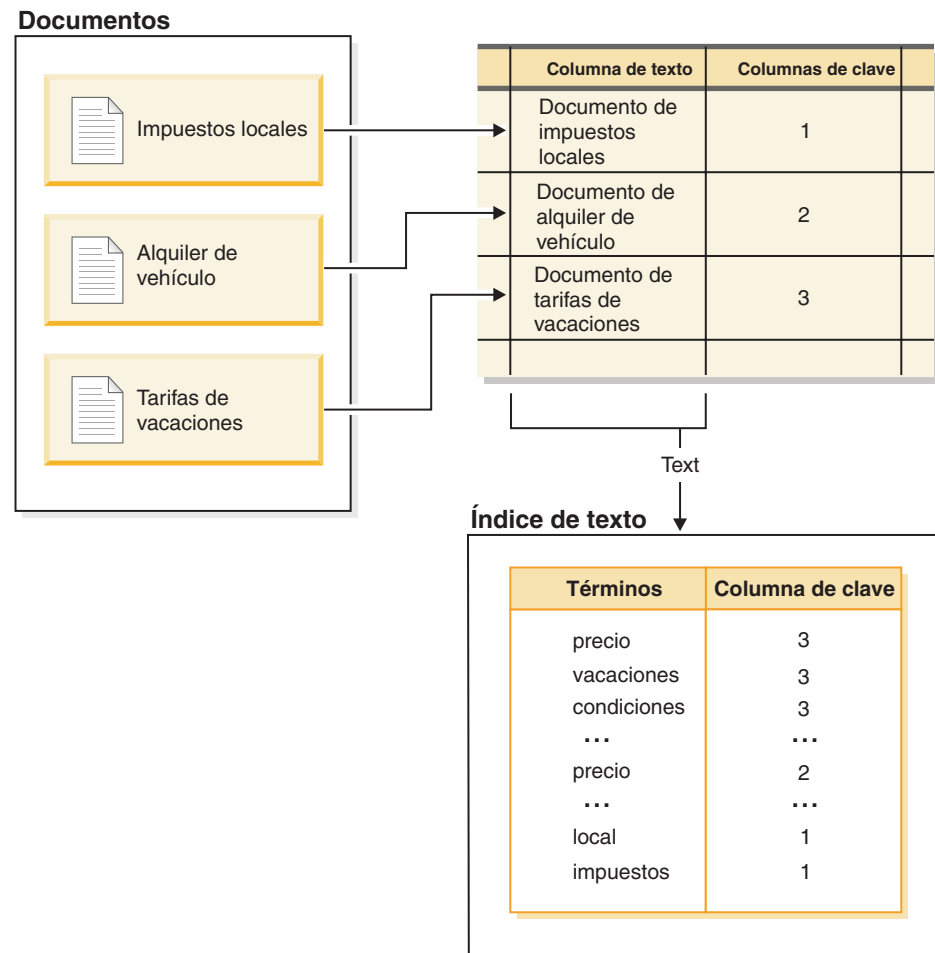 Documentos
Impuestos locales
Alquiler de
vehículo
Tarifas de
vacaciones
Columna de texto Columnas de clave
Documento de
impuestos
locales
1
Documento de
alquiler de
vehículo
2
Documento de
tarifas de
vacaciones
3
Text
Índice de texto
Términos Columna de clave
precio 3
vacaciones 3
condiciones 3
... ...
precio 2
... ...
local 1
impuestos 1